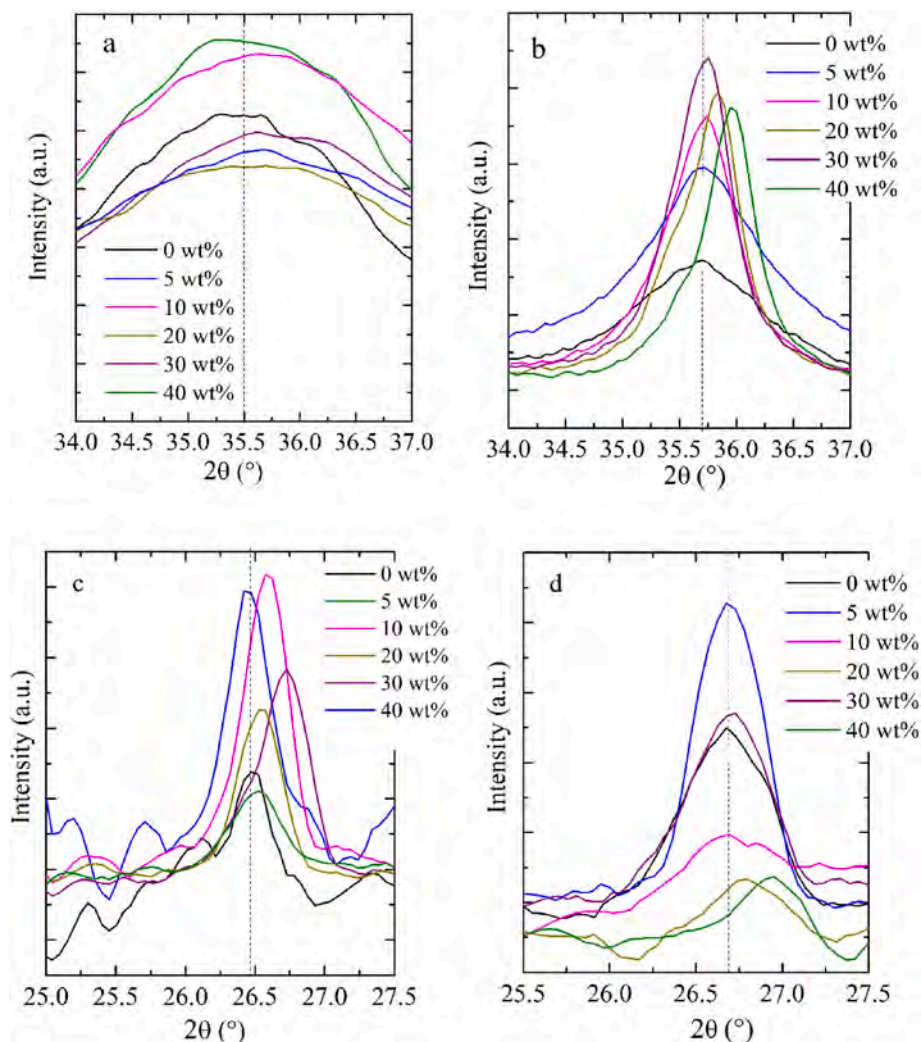 a
Intensity (a.u.)
0 wt%
5 wt%
10 wt%
20 wt%
30 wt%
40 wt%
34.0 34.5 35.0 35.5 36.0 36.5 37.0
2θ (°)
b
Intensity (a.u.)
0 wt%
5 wt%
10 wt%
20 wt%
30 wt%
40 wt%
34.0 34.5 35.0 35.5 36.0 36.5 37.0
2θ (°)
c
Intensity (a.u.)
0 wt%
5 wt%
10 wt%
20 wt%
30 wt%
40 wt%
25.0 25.5 26.0 26.5 27.0 27.5
2θ (°)
d
Intensity (a.u.)
0 wt%
5 wt%
10 wt%
20 wt%
30 wt%
40 wt%
25.5 26.0 26.5 27.0 27.5
2θ (°)